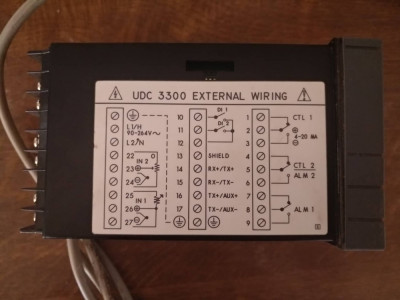 UDC 3300 EXTERNAL WIRING
L1/H
90-264V~
L2/N
22
IN 2
23
24
25
IN 1
26
27
10
DI 1
11
DI 2
12
13 SHIELD
14 RX+/TX+
15 RX-/TX-
16 TX+/AUX+
17 TX-/AUX-
1
CTL 1
2
4-20 MA
3
4
CTL 2
5
6
ALM 2
7
8
ALM 1
9